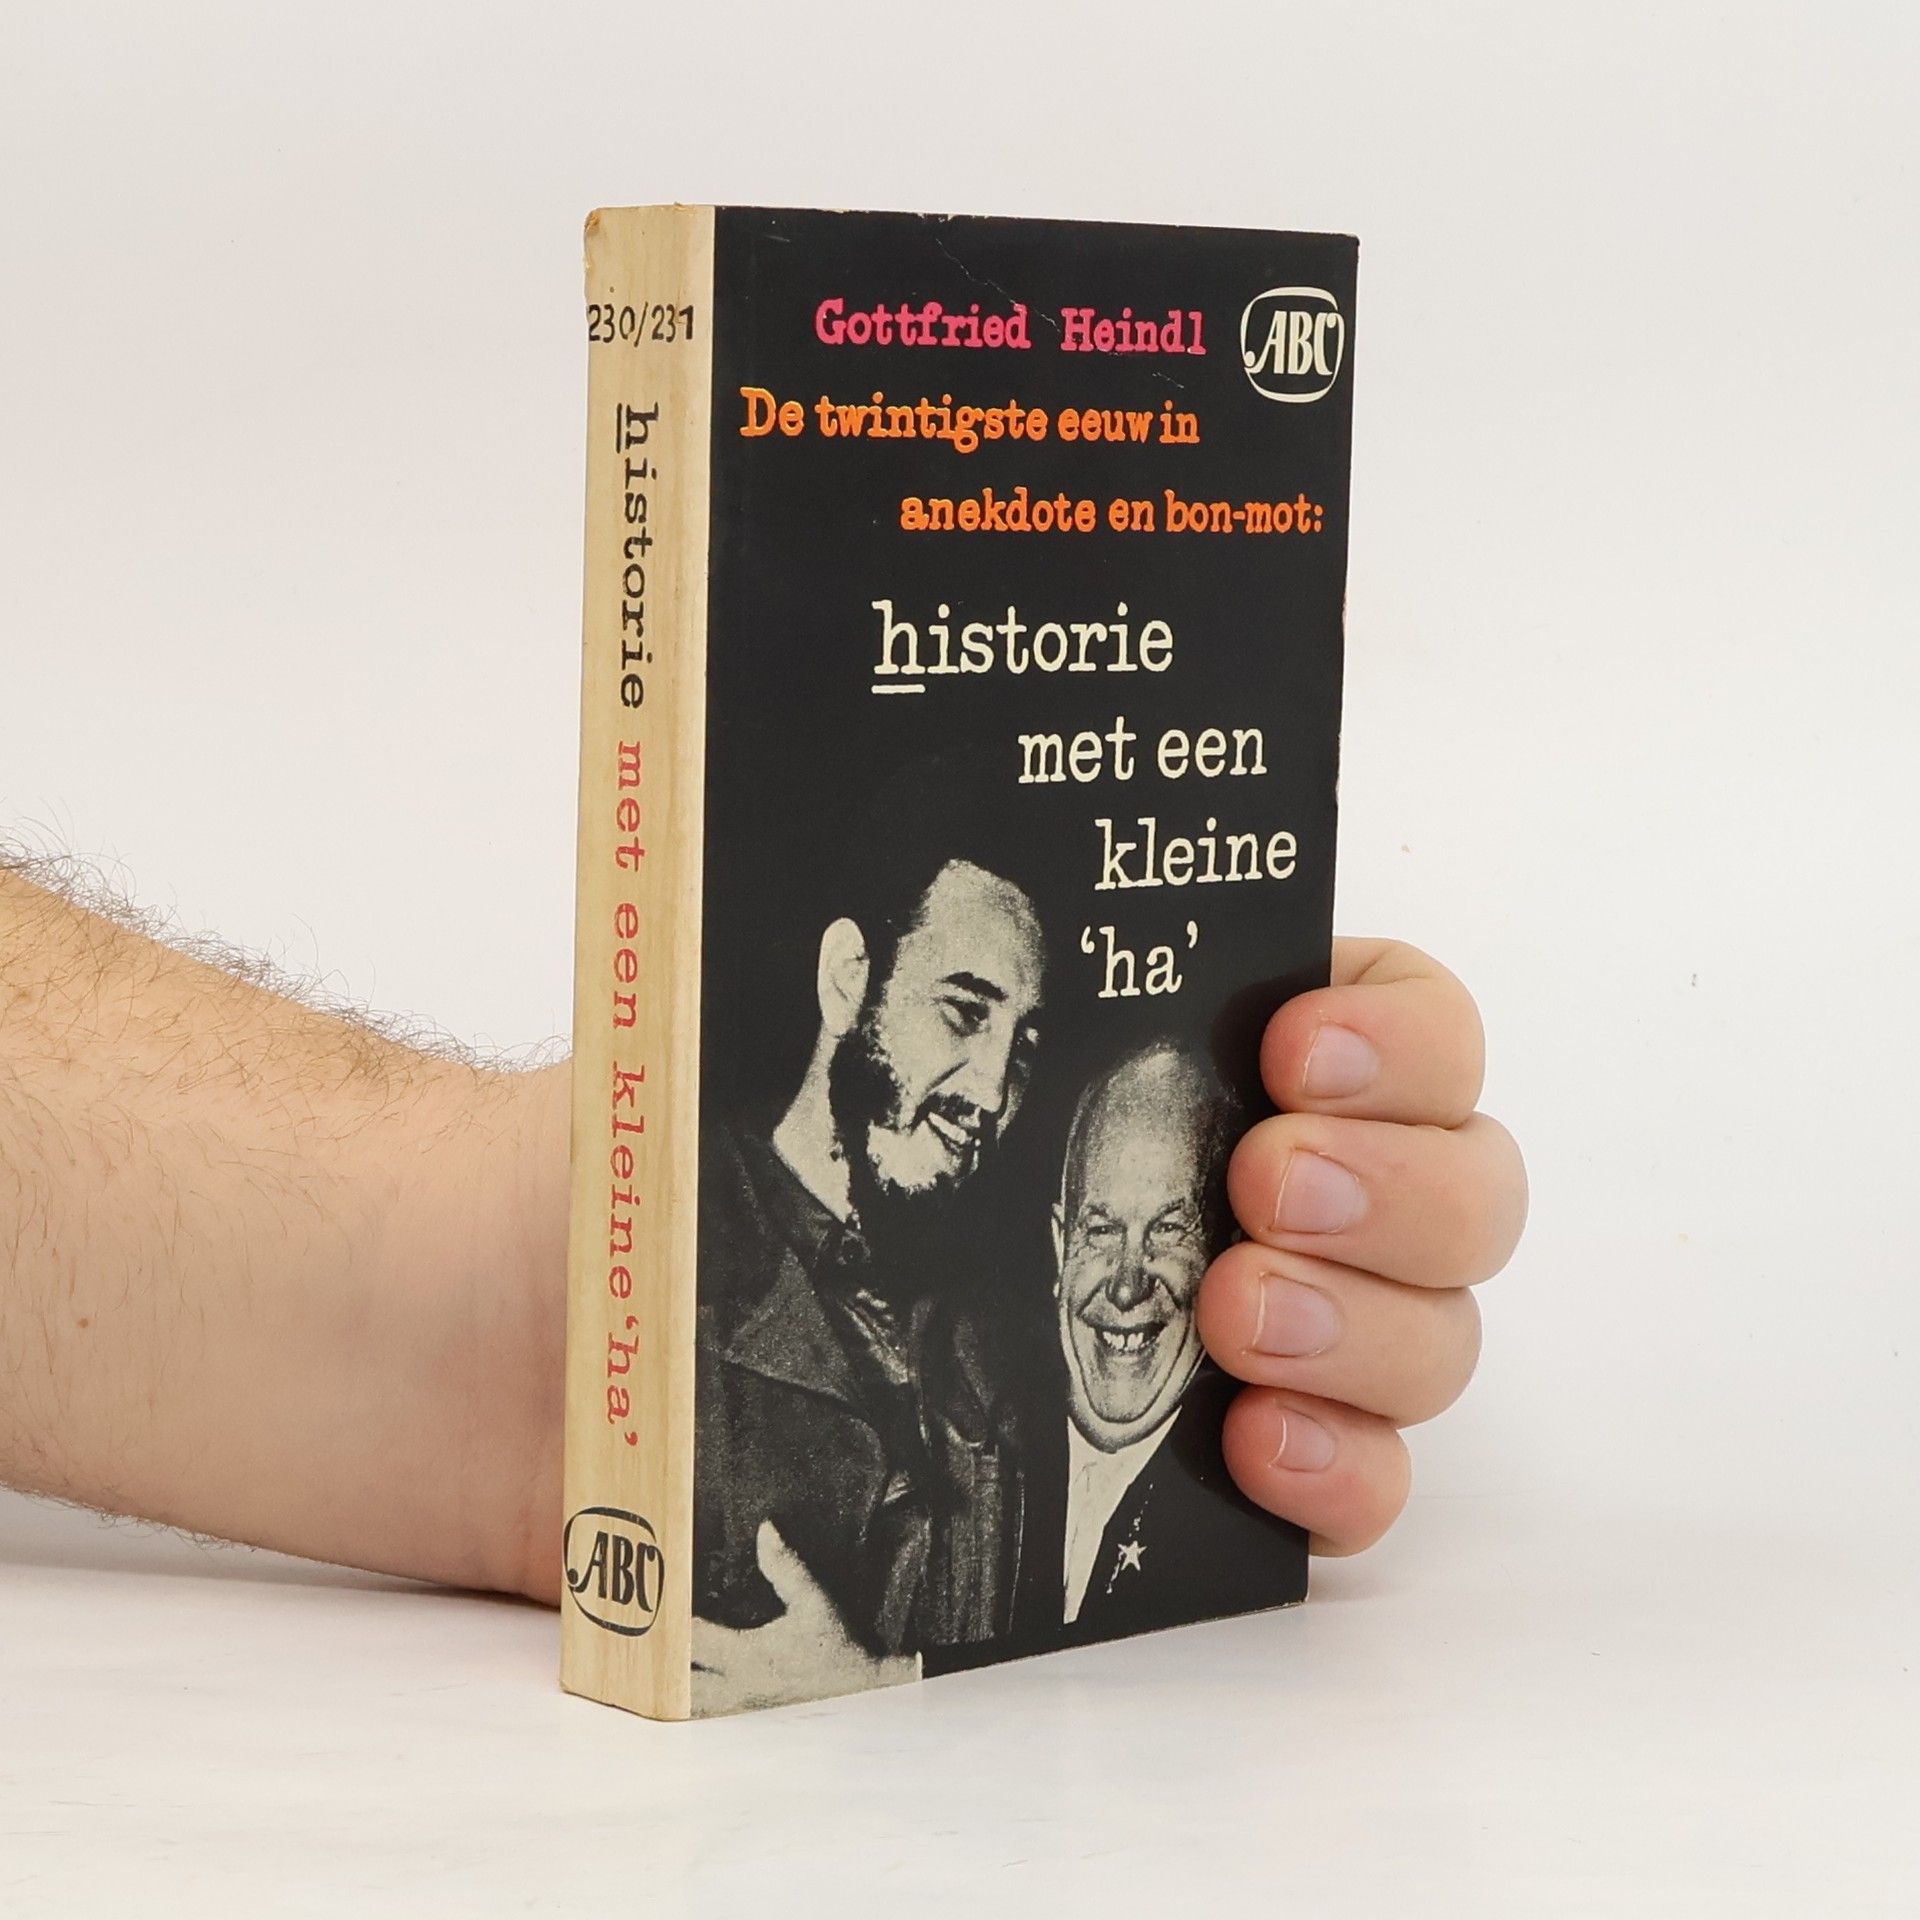 230/231
historie met een kleine 'ha'
ABC
Gottfried Heindl
ABC
De twintigste eeuw in
anekdote en bon-mot:
historie
met een
kleine
'ha'